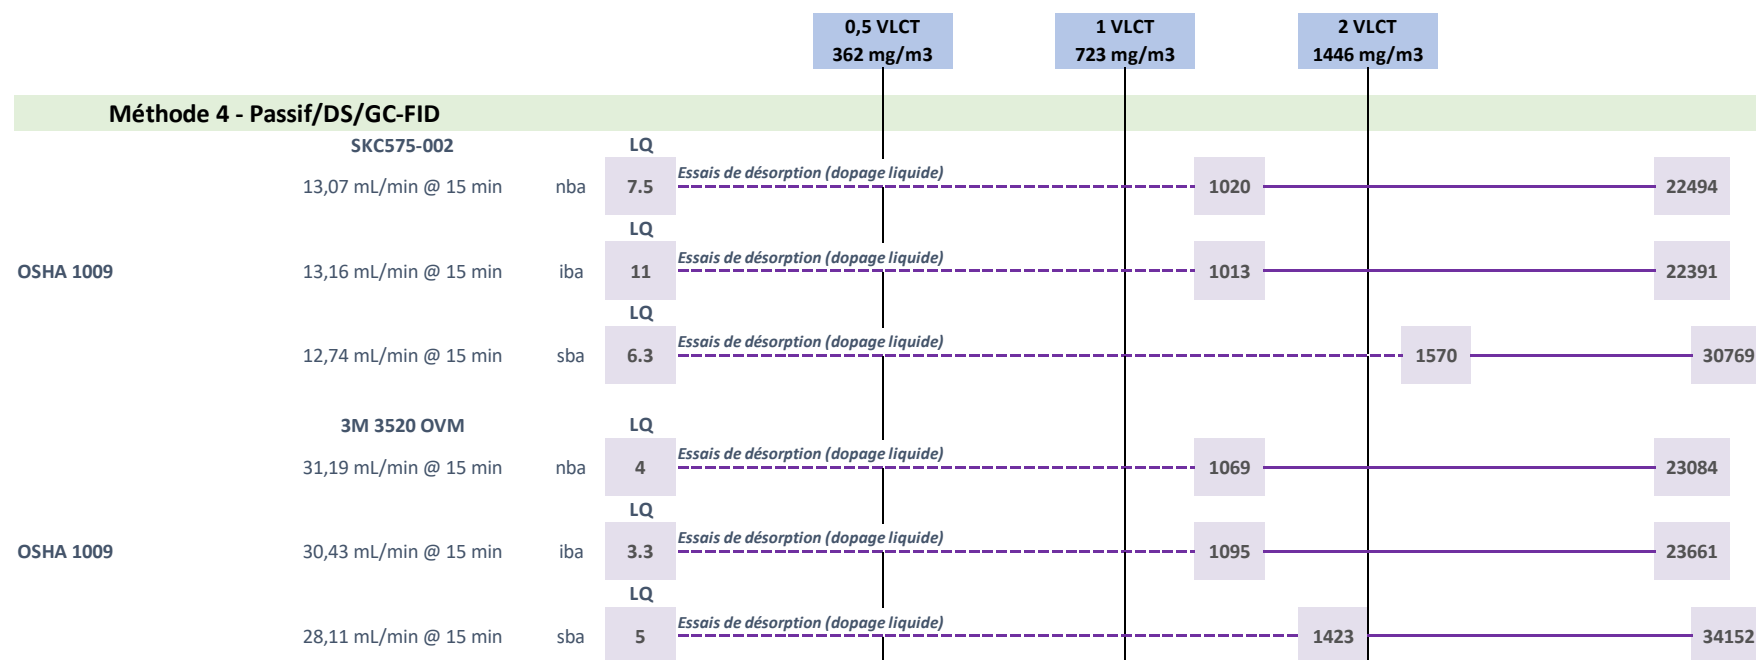 0,5 VLCT
362 mg/m3
1 VLCT
723 mg/m3
2 VLCT
1446 mg/m3
Méthode 4 - Passif/DS/GC-FID
SKC575-002 LQ
13,07 mL/min @ 15 min nba 7.5 Essais de désorption (dopage liquide) 1020 22494
LQ
OSHA 1009 13,16 mL/min @ 15 min iba 11 Essais de désorption (dopage liquide) 1013 22391
LQ
12,74 mL/min @ 15 min sba 6.3 Essais de désorption (dopage liquide) 1570 30769
3M 3520 OVM LQ
31,19 mL/min @ 15 min nba 4 Essais de désorption (dopage liquide) 1069 23084
LQ
OSHA 1009 30,43 mL/min @ 15 min iba 3.3 Essais de désorption (dopage liquide) 1095 23661
LQ
28,11 mL/min @ 15 min sba 5 Essais de désorption (dopage liquide) 1423 34152